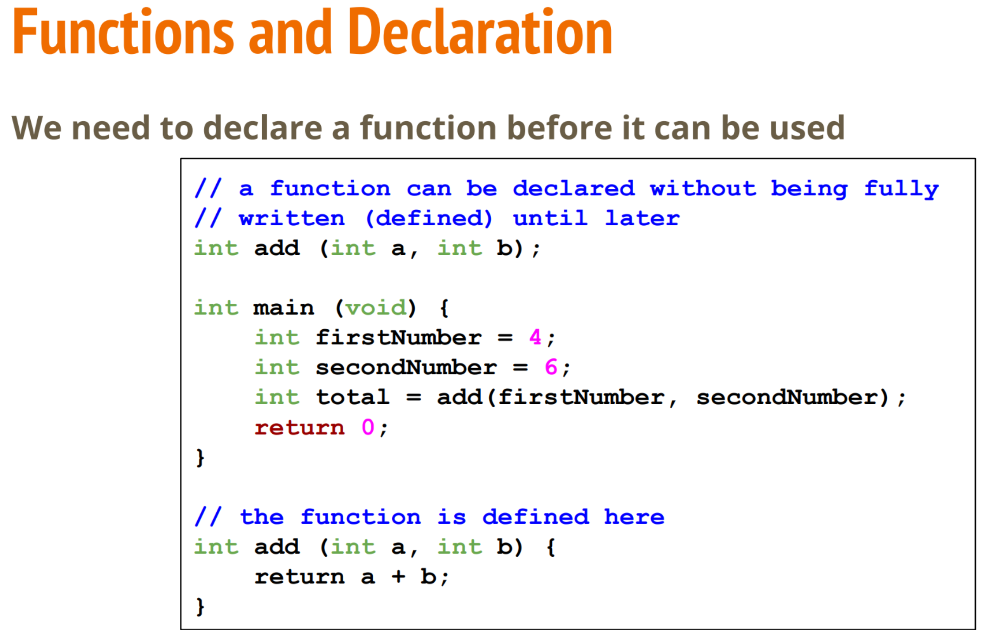 Functions and Declaration
We need to declare a function before it can be used
// a function can be declared without being fully
// written (defined) until later
int add (int a, int b);
int main (void) {
    int firstNumber = 4;
    int secondNumber = 6;
    int total = add(firstNumber, secondNumber);
    return 0;
}
// the function is defined here
int add (int a, int b) {
    return a + b;
}